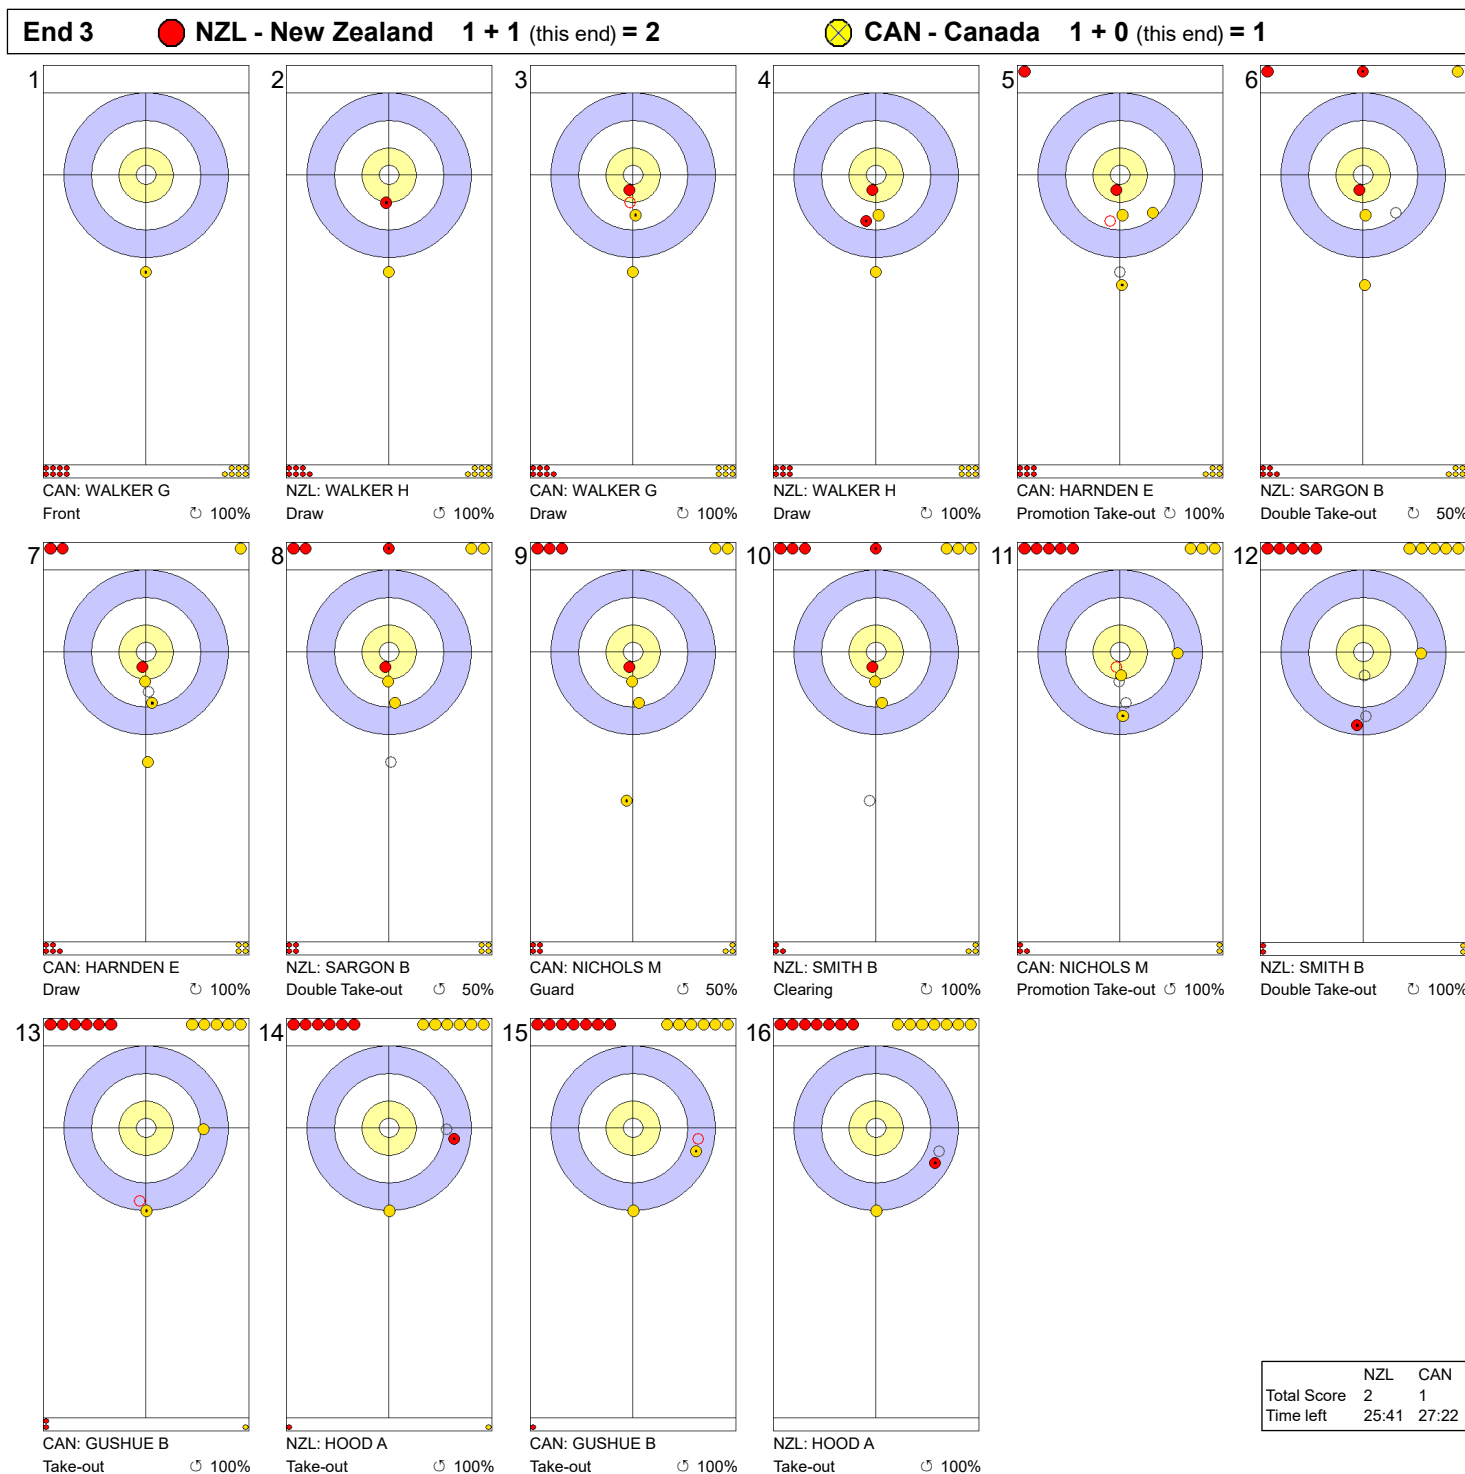 End 3 NZL - New Zealand 1 + 1 (this end) = 2 CAN - Canada 1 + 0 (this end) = 1
1 2 3 4 5 6
CAN: WALKER G NZL: WALKER H CAN: WALKER G NZL: WALKER H CAN: HARNDEN E NZL: SARGON B
Front ↻ 100% Draw ↺ 100% Draw ↻ 100% Draw ↺ 100% Promotion Take-out ↻ 100% Double Take-out ↻ 50%
7 8 9 10 11 12
CAN: HARNDEN E NZL: SARGON B CAN: NICHOLS M NZL: SMITH B CAN: NICHOLS M NZL: SMITH B
Draw ↻ 100% Double Take-out ↺ 50% Guard ↺ 50% Clearing ↻ 100% Promotion Take-out ↺ 100% Double Take-out ↻ 100%
13 14 15 16
CAN: GUSHUE B NZL: HOOD A CAN: GUSHUE B NZL: HOOD A
Take-out ↺ 100% Take-out ↺ 100% Take-out ↺ 100% Take-out ↺ 100%
NZL CAN
Total Score 2 1
Time left 25:41 27:22